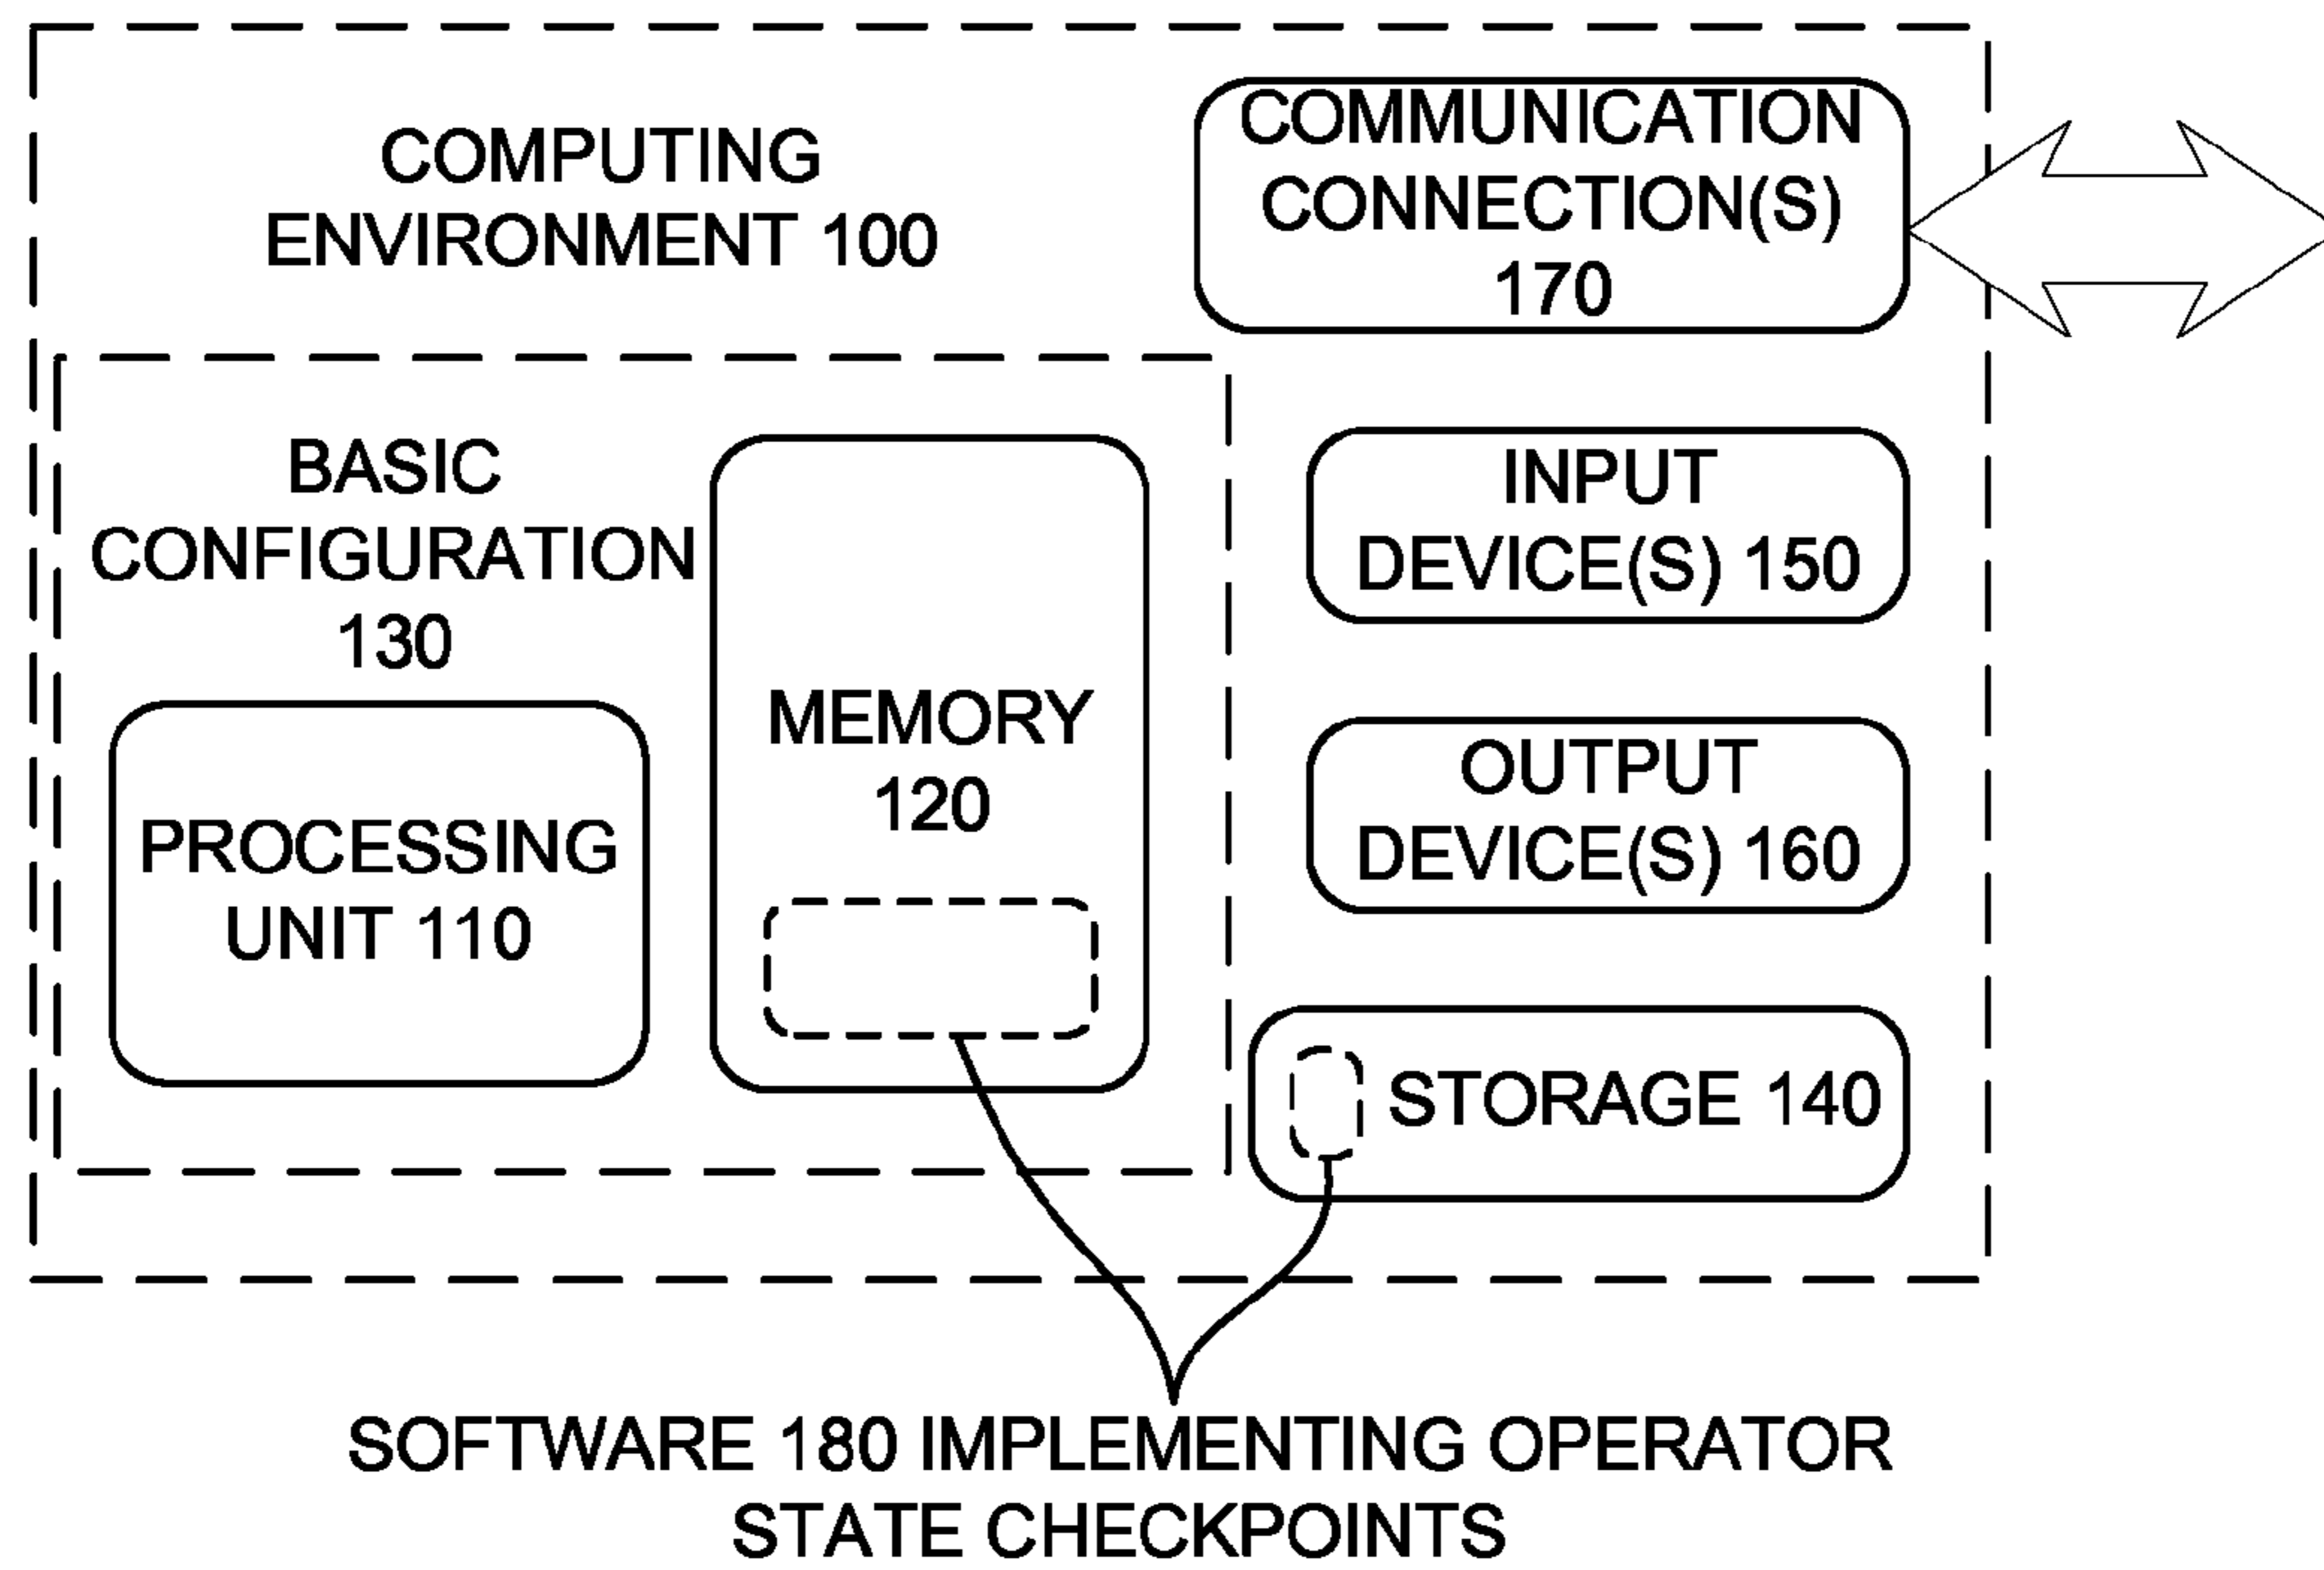 COMPUTING
ENVIRONMENT 100
COMMUNICATION
CONNECTION(S)
170
BASIC
CONFIGURATION
130
PROCESSING
UNIT 110
MEMORY
120
INPUT
DEVICE(S) 150
OUTPUT
DEVICE(S) 160
STORAGE 140
SOFTWARE 180 IMPLEMENTING OPERATOR
STATE CHECKPOINTS